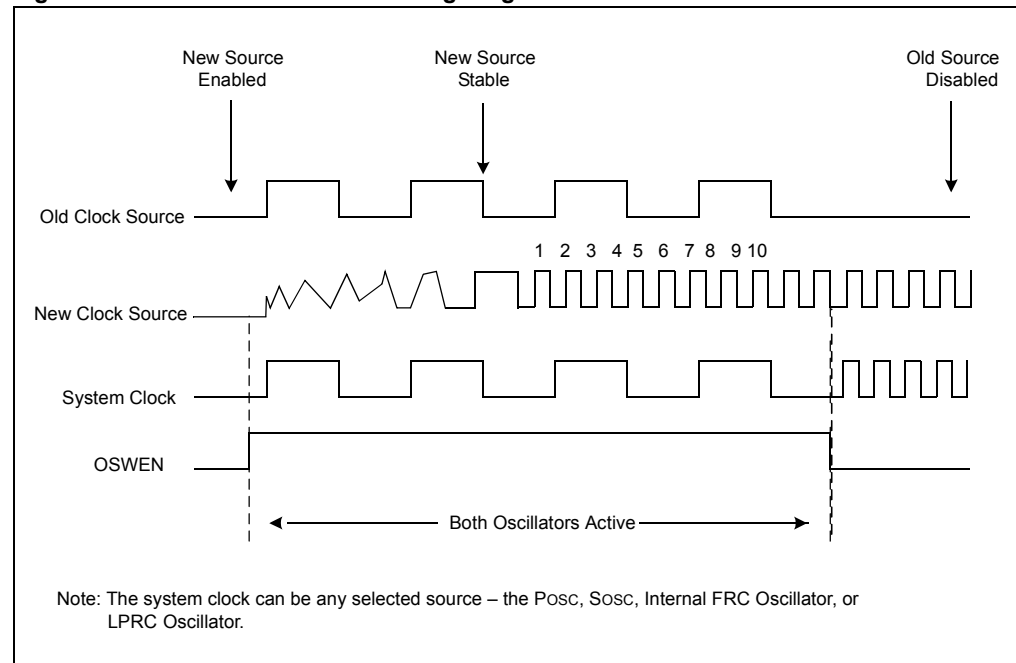 New Source
Enabled
New Source
Stable
Old Source
Disabled
Old Clock Source
1 2 3 4 5 6 7 8 9 10
New Clock Source
System Clock
OSWEN
Both Oscillators Active
Note: The system clock can be any selected source – the POSC, SOSC, Internal FRC Oscillator, or
LPRC Oscillator.